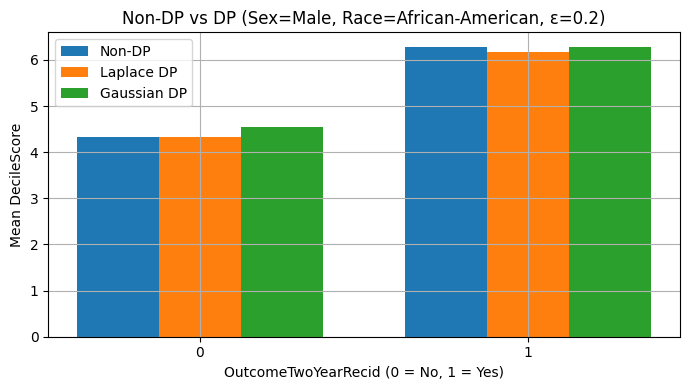 Non-DP vs DP (Sex=Male, Race=African-American, ε=0.2)
Non-DP
Laplace DP
Gaussian DP
Mean DecileScore
6
5
4
3
2
1
0
0
1
OutcomeTwoYearRecid (0 = No, 1 = Yes)